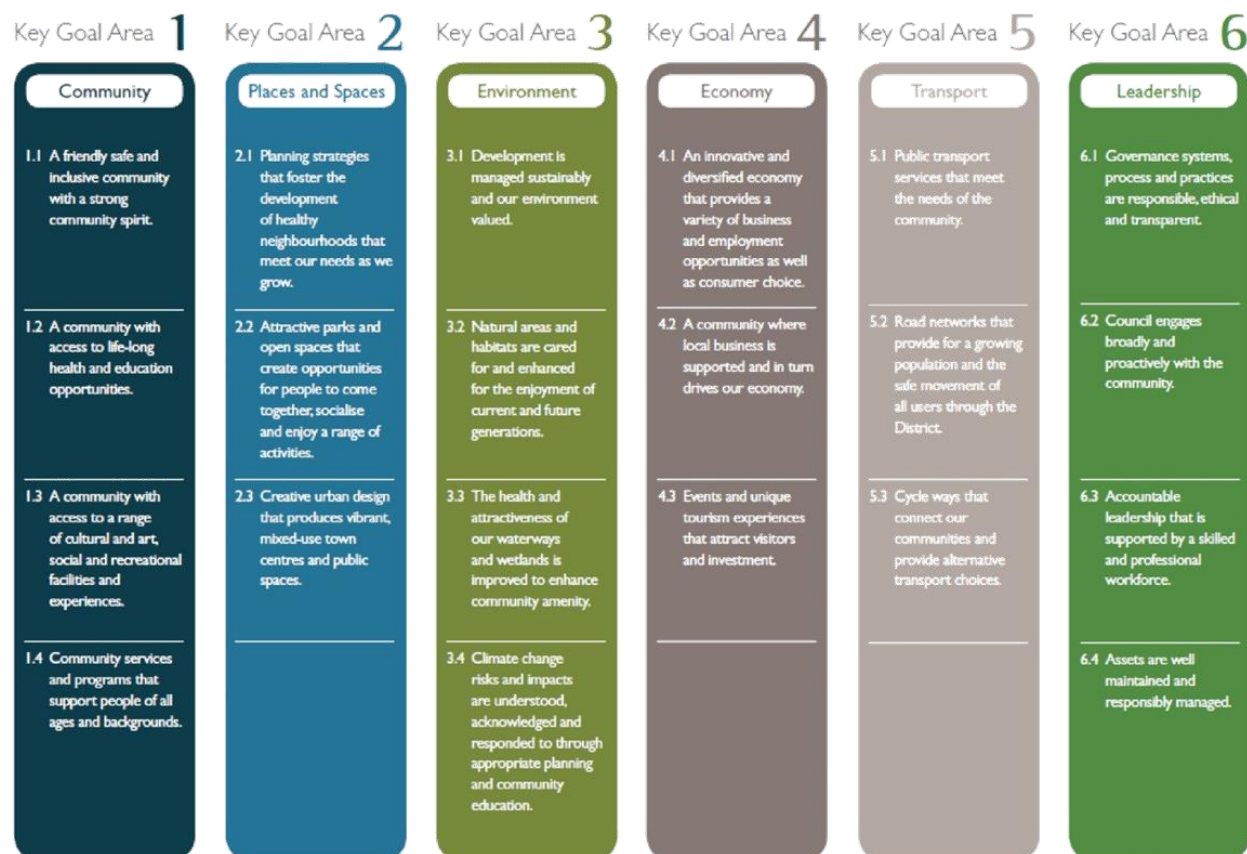 Key Goal Area 1
Community
1.1 A friendly safe and
inclusive community
with a strong
community spirit.
1.2 A community with
access to life-long
health and education
opportunities.
1.3 A community with
access to a range
of cultural and art,
social and recreational
facilities and
experiences.
1.4 Community services
and programs that
support people of all
ages and backgrounds.
Key Goal Area 2
Places and Spaces
2.1 Planning strategies
that foster the
development
of healthy
neighbourhoods that
meet our needs as we
grow.
2.2 Attractive parks and
open spaces that
create opportunities
for people to come
together, socialise
and enjoy a range of
activities.
2.3 Creative urban design
that produces vibrant,
mixed-use town
centres and public
spaces.
Key Goal Area 3
Environment
3.1 Development is
managed sustainably
and our environment
valued.
3.2 Natural areas and
habitats are cared
for and enhanced
for the enjoyment of
current and future
generations.
3.3 The health and
attractiveness of
our waterways
and wetlands is
improved to enhance
community amenity.
3.4 Climate change
risks and impacts
are understood,
acknowledged and
responded to through
appropriate planning
and community
education.
Key Goal Area 4
Economy
4.1 An innovative and
diversified economy
that provides a
variety of business
and employment
opportunities as well
as consumer choice.
4.2 A community where
local business is
supported and in turn
drives our economy.
4.3 Events and unique
tourism experiences
that attract visitors
and investment.
Key Goal Area 5
Transport
5.1 Public transport
services that meet
the needs of the
community.
5.2 Road networks that
provide for a growing
population and the
safe movement of
all users through the
District.
5.3 Cycle ways that
connect our
communities and
provide alternative
transport choices.
Key Goal Area 6
Leadership
6.1 Governance systems,
process and practices
are responsible, ethical
and transparent.
6.2 Council engages
broadly and
proactively with the
community.
6.3 Accountable
leadership that is
supported by a skilled
and professional
workforce.
6.4 Assets are well
maintained and
responsibly managed.